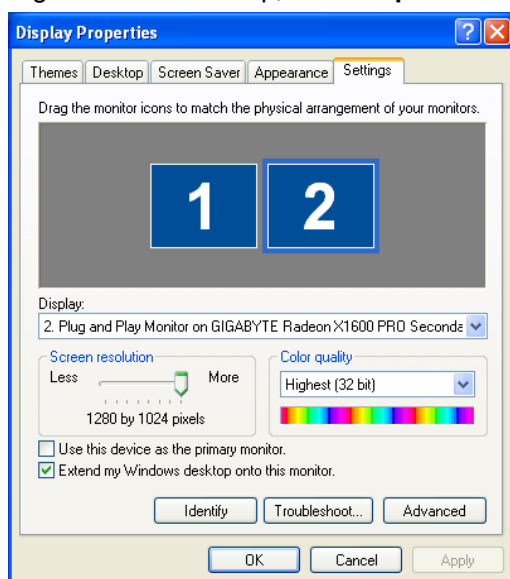 Display Properties
Themes Desktop Screen Saver Appearance Settings
Drag the monitor icons to match the physical arrangement of your monitors.
1 2
Display:
2. Plug and Play Monitor on GIGABYTE Radeon X1600 PRO Seconda
Screen resolution
Less More
1280 by 1024 pixels
Color quality
Highest (32 bit)
Use this device as the primary monitor.
Extend my Windows desktop onto this monitor.
Identify Troubleshoot... Advanced
OK Cancel Apply